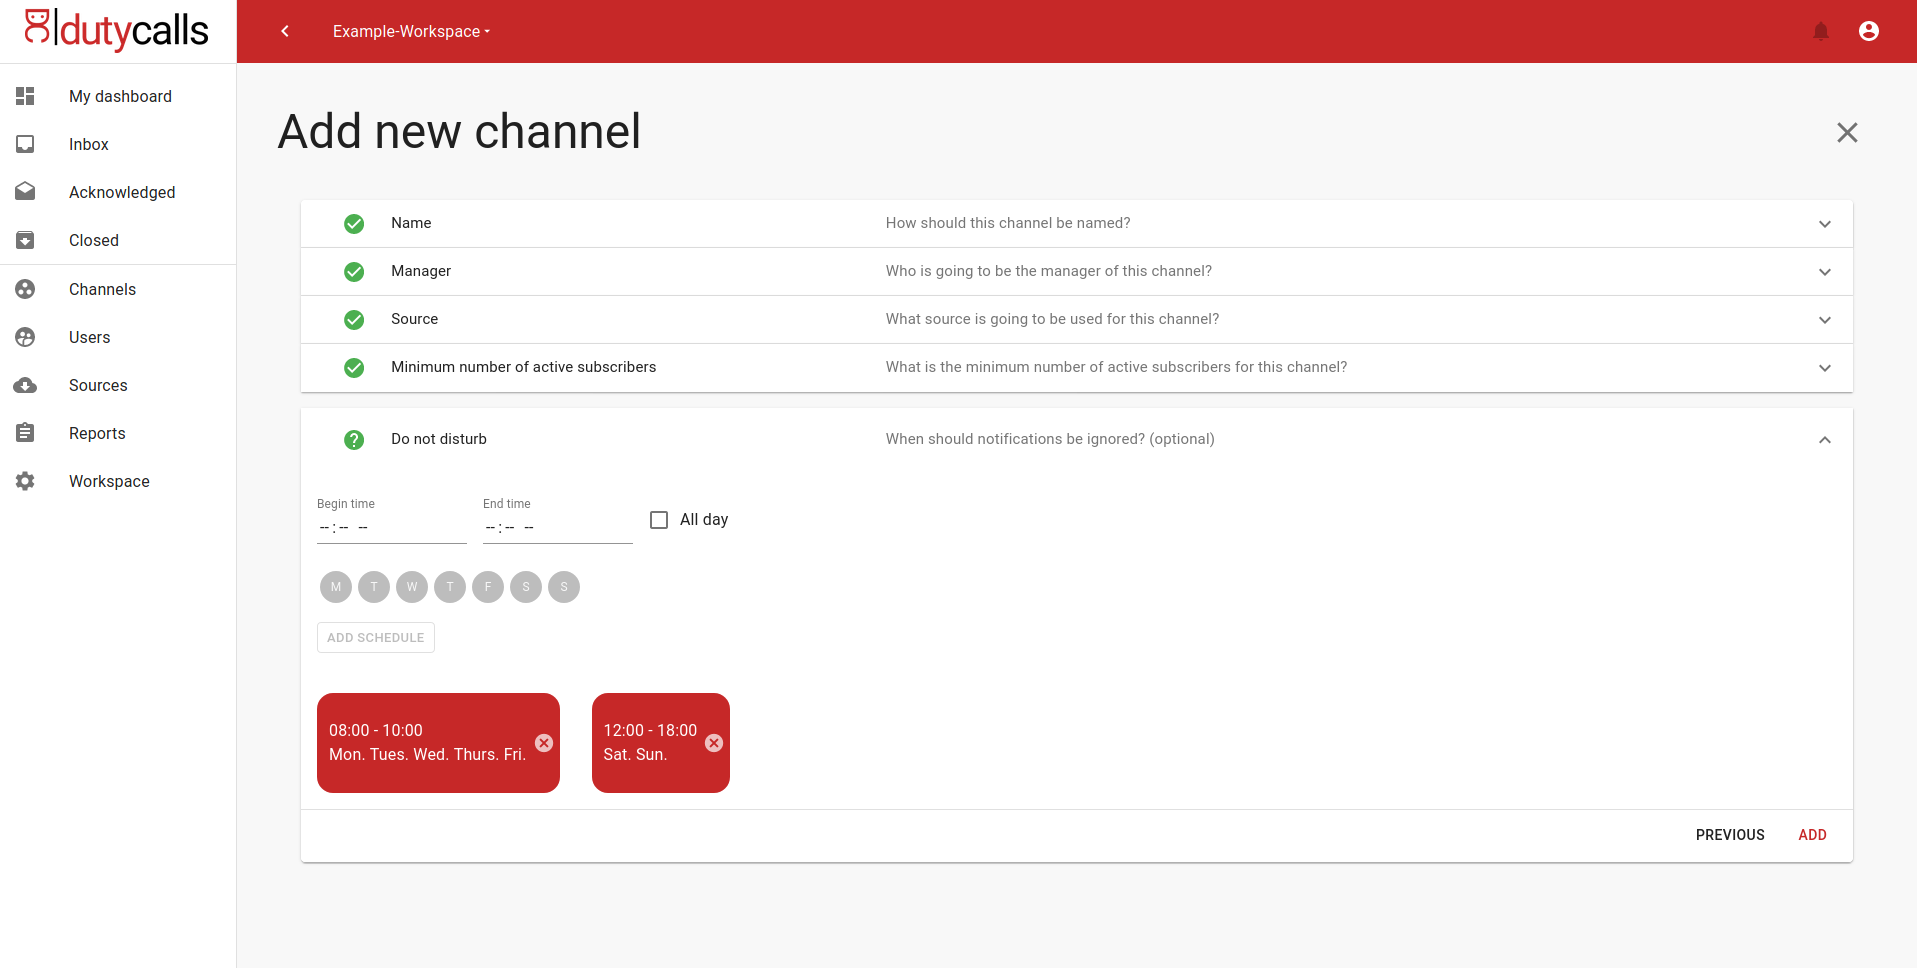 dutycalls
Example-Workspace
My dashboard
Inbox
Acknowledged
Closed
Channels
Users
Sources
Reports
Workspace
Add new channel
Name How should this channel be named?
Manager Who is going to be the manager of this channel?
Source What source is going to be used for this channel?
Minimum number of active subscribers What is the minimum number of active subscribers for this channel?
Do not disturb When should notifications be ignored? (optional)
Begin time End time
--:-- -- --:-- -- All day
M T W T F S S
ADD SCHEDULE
08:00 - 10:00
Mon. Tues. Wed. Thurs. Fri.
12:00 - 18:00
Sat. Sun.
PREVIOUS ADD